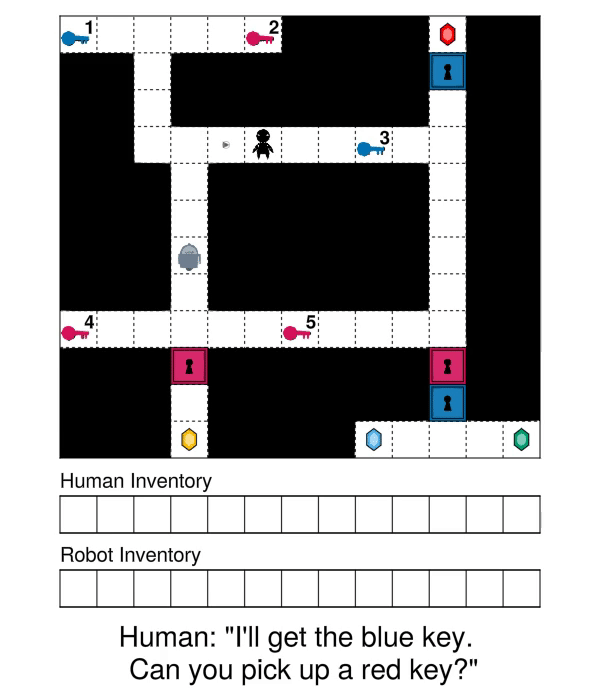 1
2
3
4
5
Human Inventory
Robot Inventory
Human: "I'll get the blue key.
Can you pick up a red key?"